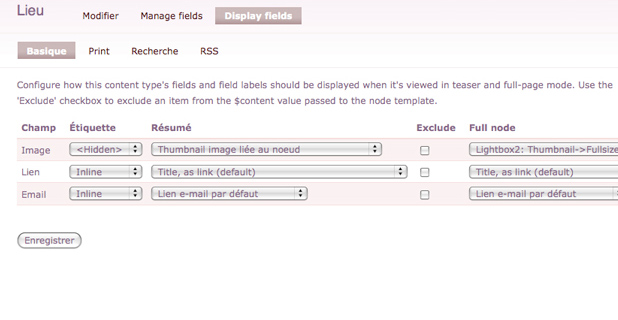 Lieu Modifier Manage fields Display fields
Basique Print Recherche RSS
Configure how this content type's fields and field labels should be displayed when it's viewed in teaser and full-page mode. Use the
'Exclude' checkbox to exclude an item from the $content value passed to the node template.
Champ Étiquette Résumé Exclude Full node
Image <Hidden> Thumbnail image liée au noeud Lightbox2: Thumbnail->Fullsize
Lien Inline Title, as link (default) Title, as link (default)
Email Inline Lien e-mail par défaut Lien e-mail par défaut
Enregistrer